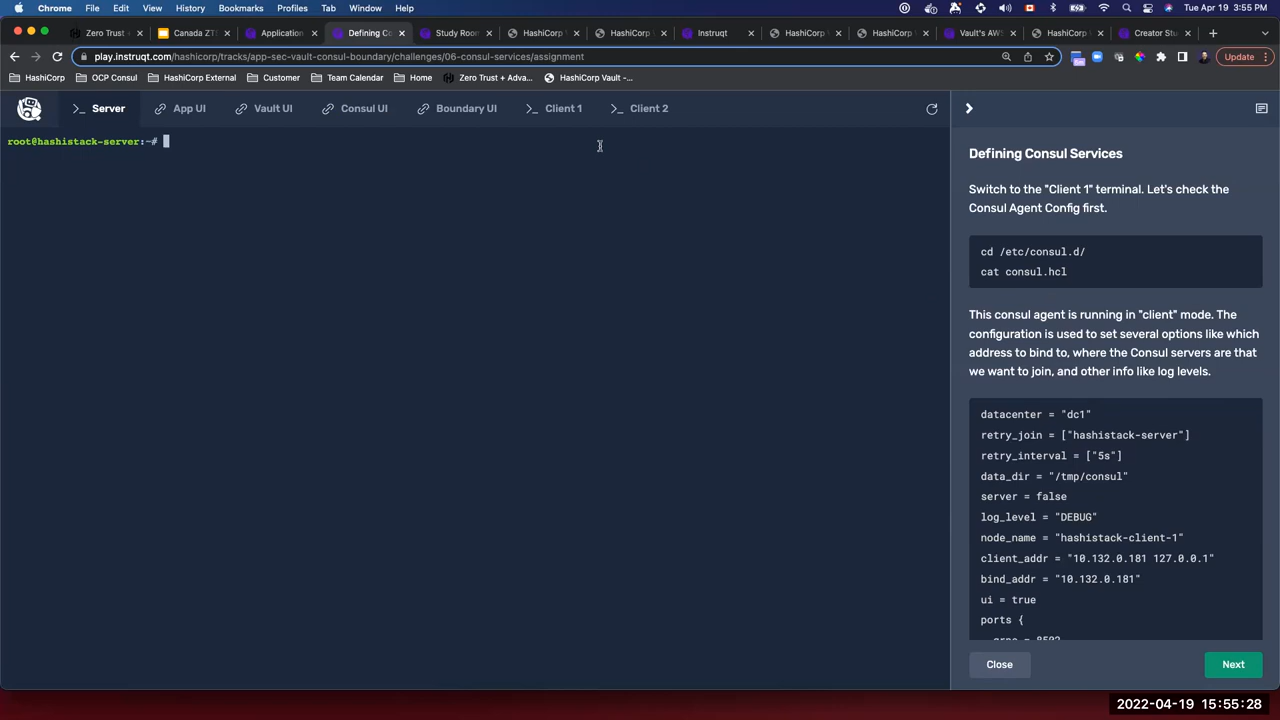 Chrome File Edit View History Bookmarks Profiles Tab Window Help Tue Apr 19 3:55 PM
Zero Trust + Canada ZTS Application Defining Co Study Room HashiCorp HashiCorp Instruqt HashiCorp HashiCorp Vault's AWS HashiCorp Creator Stu
play.instruqt.com/hashicorp/tracks/app-sec-vault-consul-boundary/challenges/06-consul-services/assignment Update
HashiCorp OCP Consul HashiCorp External Customer Team Calendar Home Zero Trust + Adva... HashiCorp Vault -...
Server App UI Vault UI Consul UI Boundary UI Client 1 Client 2
root@hashistack-server:~#
Defining Consul Services
Switch to the "Client 1" terminal. Let's check the
Consul Agent Config first.
cd /etc/consul.d/
cat consul.hcl
This consul agent is running in "client" mode. The
configuration is used to set several options like which
address to bind to, where the Consul servers are that
we want to join, and other info like log levels.
datacenter = "dc1"
retry_join = ["hashistack-server"]
retry_interval = ["5s"]
data_dir = "/tmp/consul"
server = false
log_level = "DEBUG"
node_name = "hashistack-client-1"
client_addr = "10.132.0.181 127.0.0.1"
bind_addr = "10.132.0.181"
ui = true
ports {
grpc = 8502
Close Next
2022-04-19 15:55:28